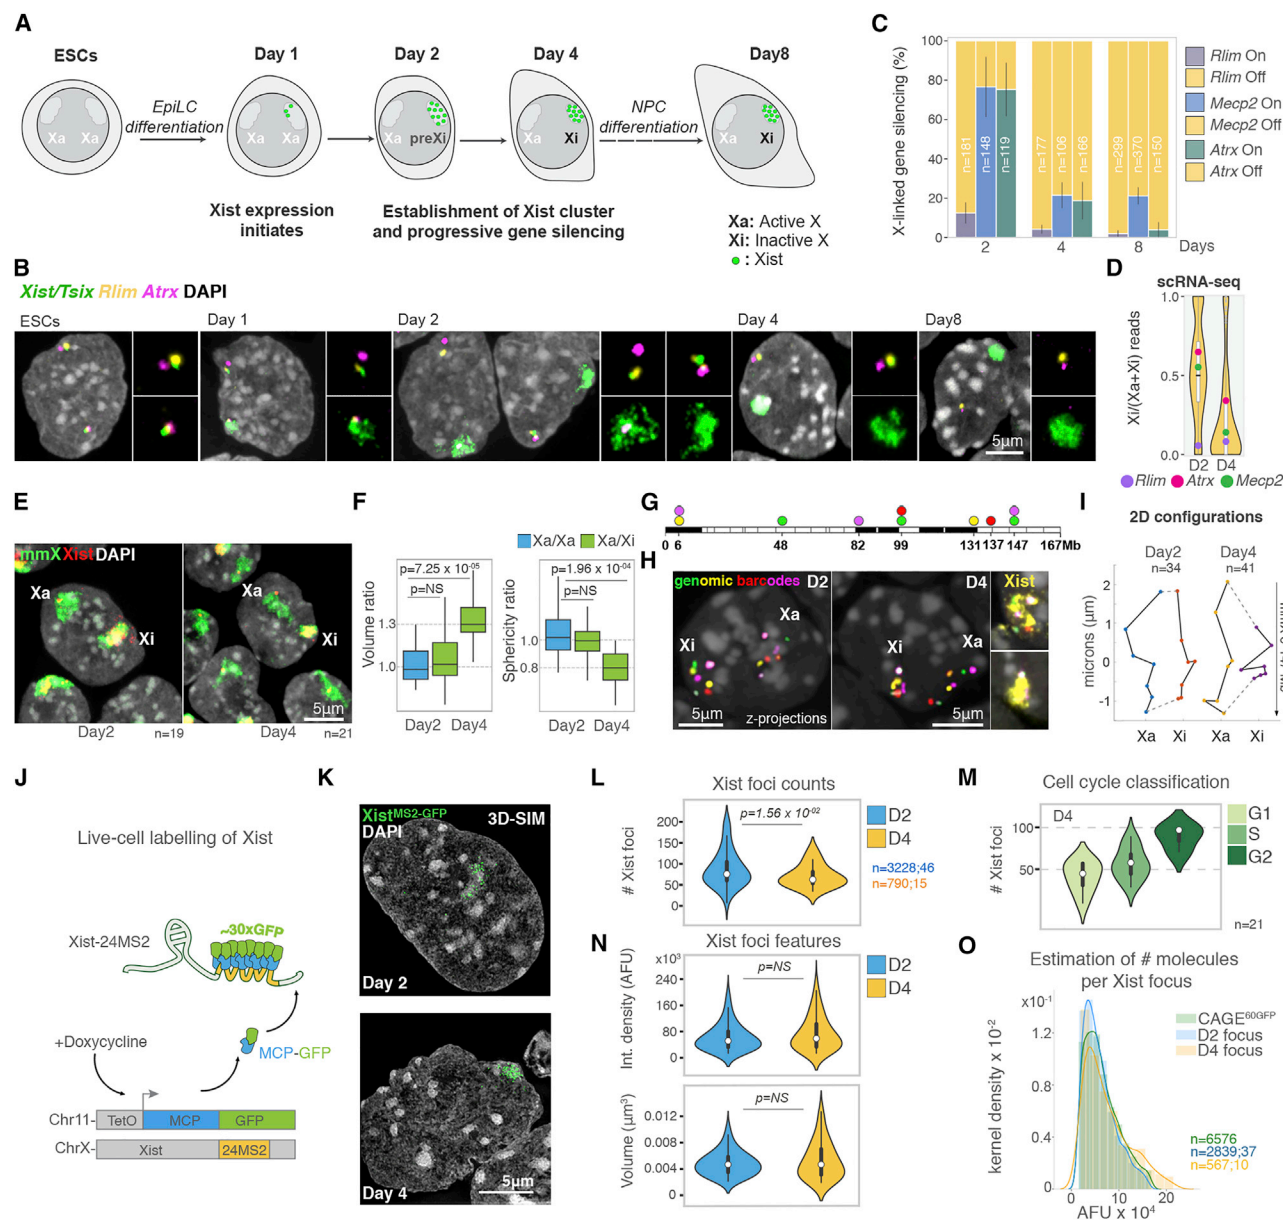 A
ESCs
Day 1
Day 2
Day 4
Day8
EpiLC
differentiation
NPC
differentiation
Xa Xa
Xa Xa
Xa preXi
Xa Xi
Xa Xi
Xist expression
initiates
Establishment of Xist cluster
and progressive gene silencing
Xa: Active X
Xi: Inactive X
: Xist
B
Xist/Tsix Rlim Atrx DAPI
ESCs
Day 1
Day 2
Day 4
Day8
5µm
C
X-linked gene silencing (%)
100
80
60
40
20
0
n=181
n=148
n=119
n=177
n=106
n=166
n=299
n=370
n=150
2 4 8 Days
Rlim On
Rlim Off
Mecp2 On
Mecp2 Off
Atrx On
Atrx Off
D
scRNA-seq
Xi/(Xa+Xi) reads
1.0
0.5
0.0
D2 D4
Rlim Atrx Mecp2
E
mmX Xist DAPI
Xa
Xi
Xa
Xi
5µm
Day2 n=19
Day4 n=21
F
Xa/Xa Xa/Xi
p=7.25 x 10-05
p=NS
Volume ratio
1.3
1.0
Day2 Day4
p=1.96 x 10-04
p=NS
Sphericity ratio
1.0
0.8
Day2 Day4
G
0 6 48 82 99 131 137 147 167Mb
H
genomic barcodes D2
D4
Xist
Xi
Xa
Xi
Xa
5µm
z-projections
5µm
I
2D configurations
Day2
n=34
Day4
n=41
microns (µm)
2
1
0
-1
Xa Xi Xa Xi
J
Live-cell labelling of Xist
Xist-24MS2
~30xGFP
MCP-GFP
+Doxycycline
Chr11- TetO MCP GFP
ChrX- Xist 24MS2
K
XistMS2-GFP
DAPI
3D-SIM
Day 2
Day 4
5µm
L
Xist foci counts
# Xist foci
200
150
100
50
0
p=1.56 x 10-02
D2
D4
n=3228;46
n=790;15
M
Cell cycle classification
D4
# Xist foci
100
50
G1
S
G2
n=21
N
Xist foci features
Int. density (AFU)
x10³
240
160
80
0
p=NS
D2
D4
Volume (µm³)
0.012
0.008
0.004
0
p=NS
O
Estimation of # molecules
per Xist focus
kernel density x 10-2
x10-1
1.2
0.8
0.4
0
CAGE60GFP
D2 focus
D4 focus
n=6576
n=2839;37
n=567;10
0 10 20
AFU x 10⁴